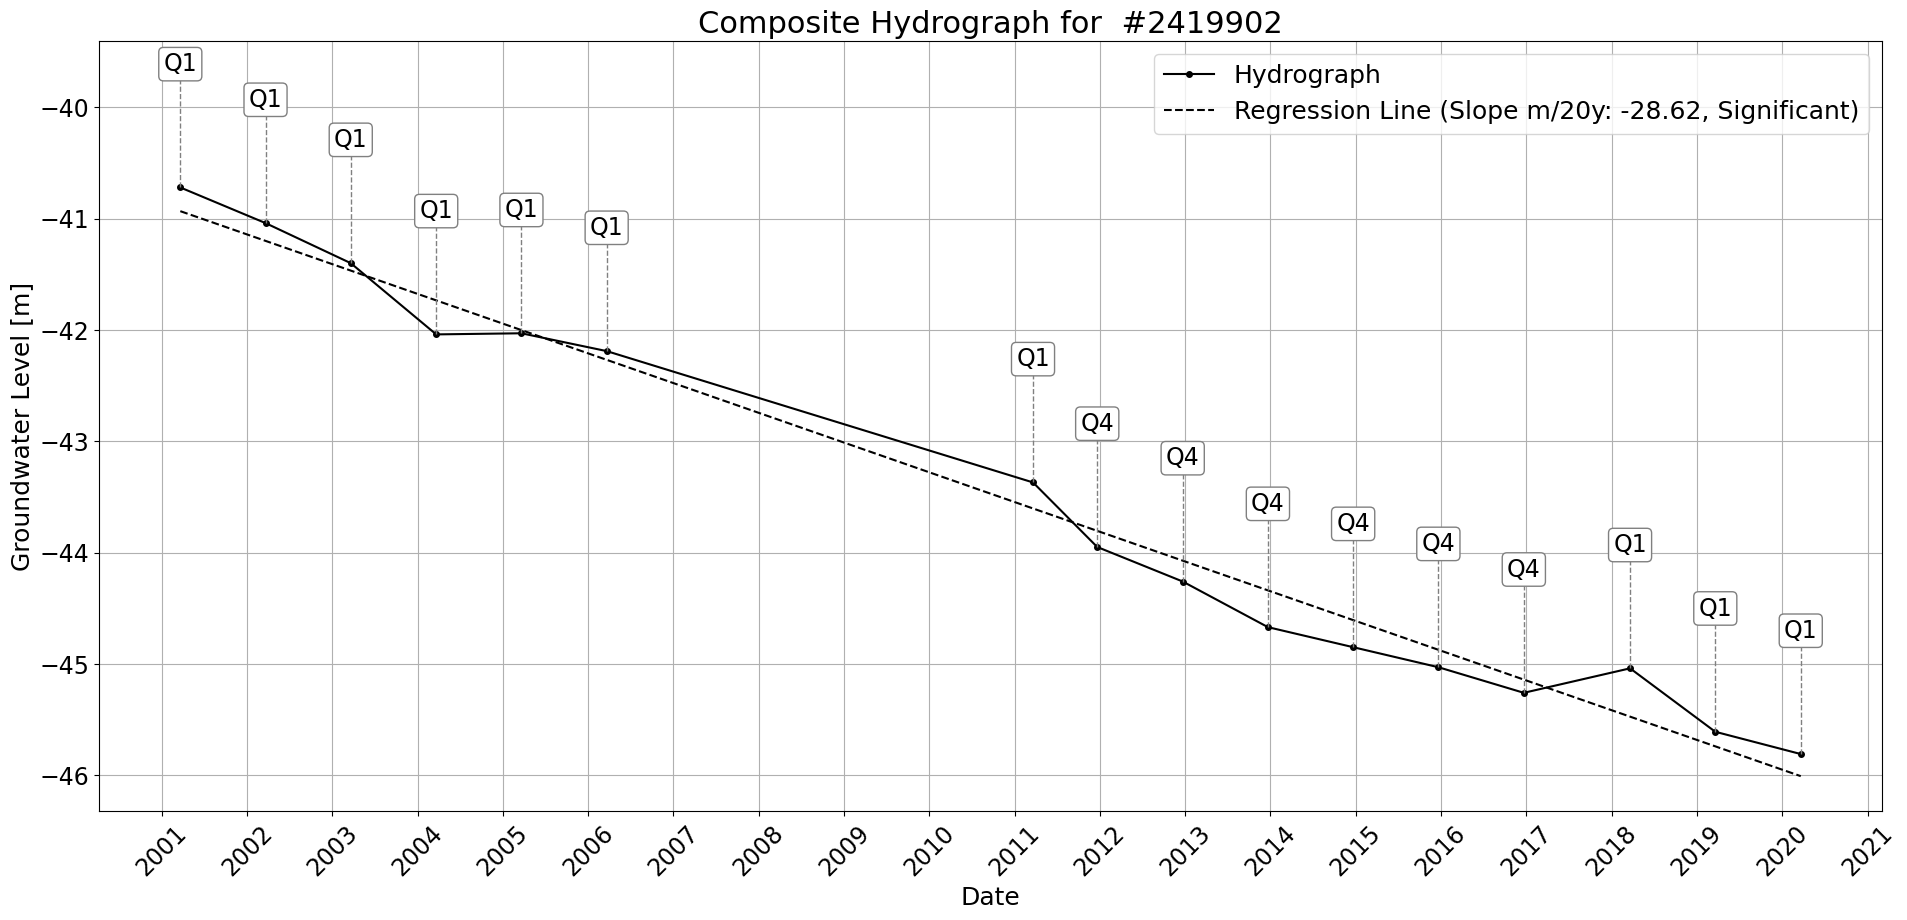 Composite Hydrograph for #2419902
Hydrograph
Regression Line (Slope m/20y: -28.62, Significant)
Q1
Q1
Q1
Q1
Q1
Q1
Q1
Q4
Q4
Q4
Q4
Q4
Q4
Q1
Q1
Q1
Groundwater Level [m]
−40
−41
−42
−43
−44
−45
−46
2001 2002 2003 2004 2005 2006 2007 2008 2009 2010 2011 2012 2013 2014 2015 2016 2017 2018 2019 2020 2021
Date